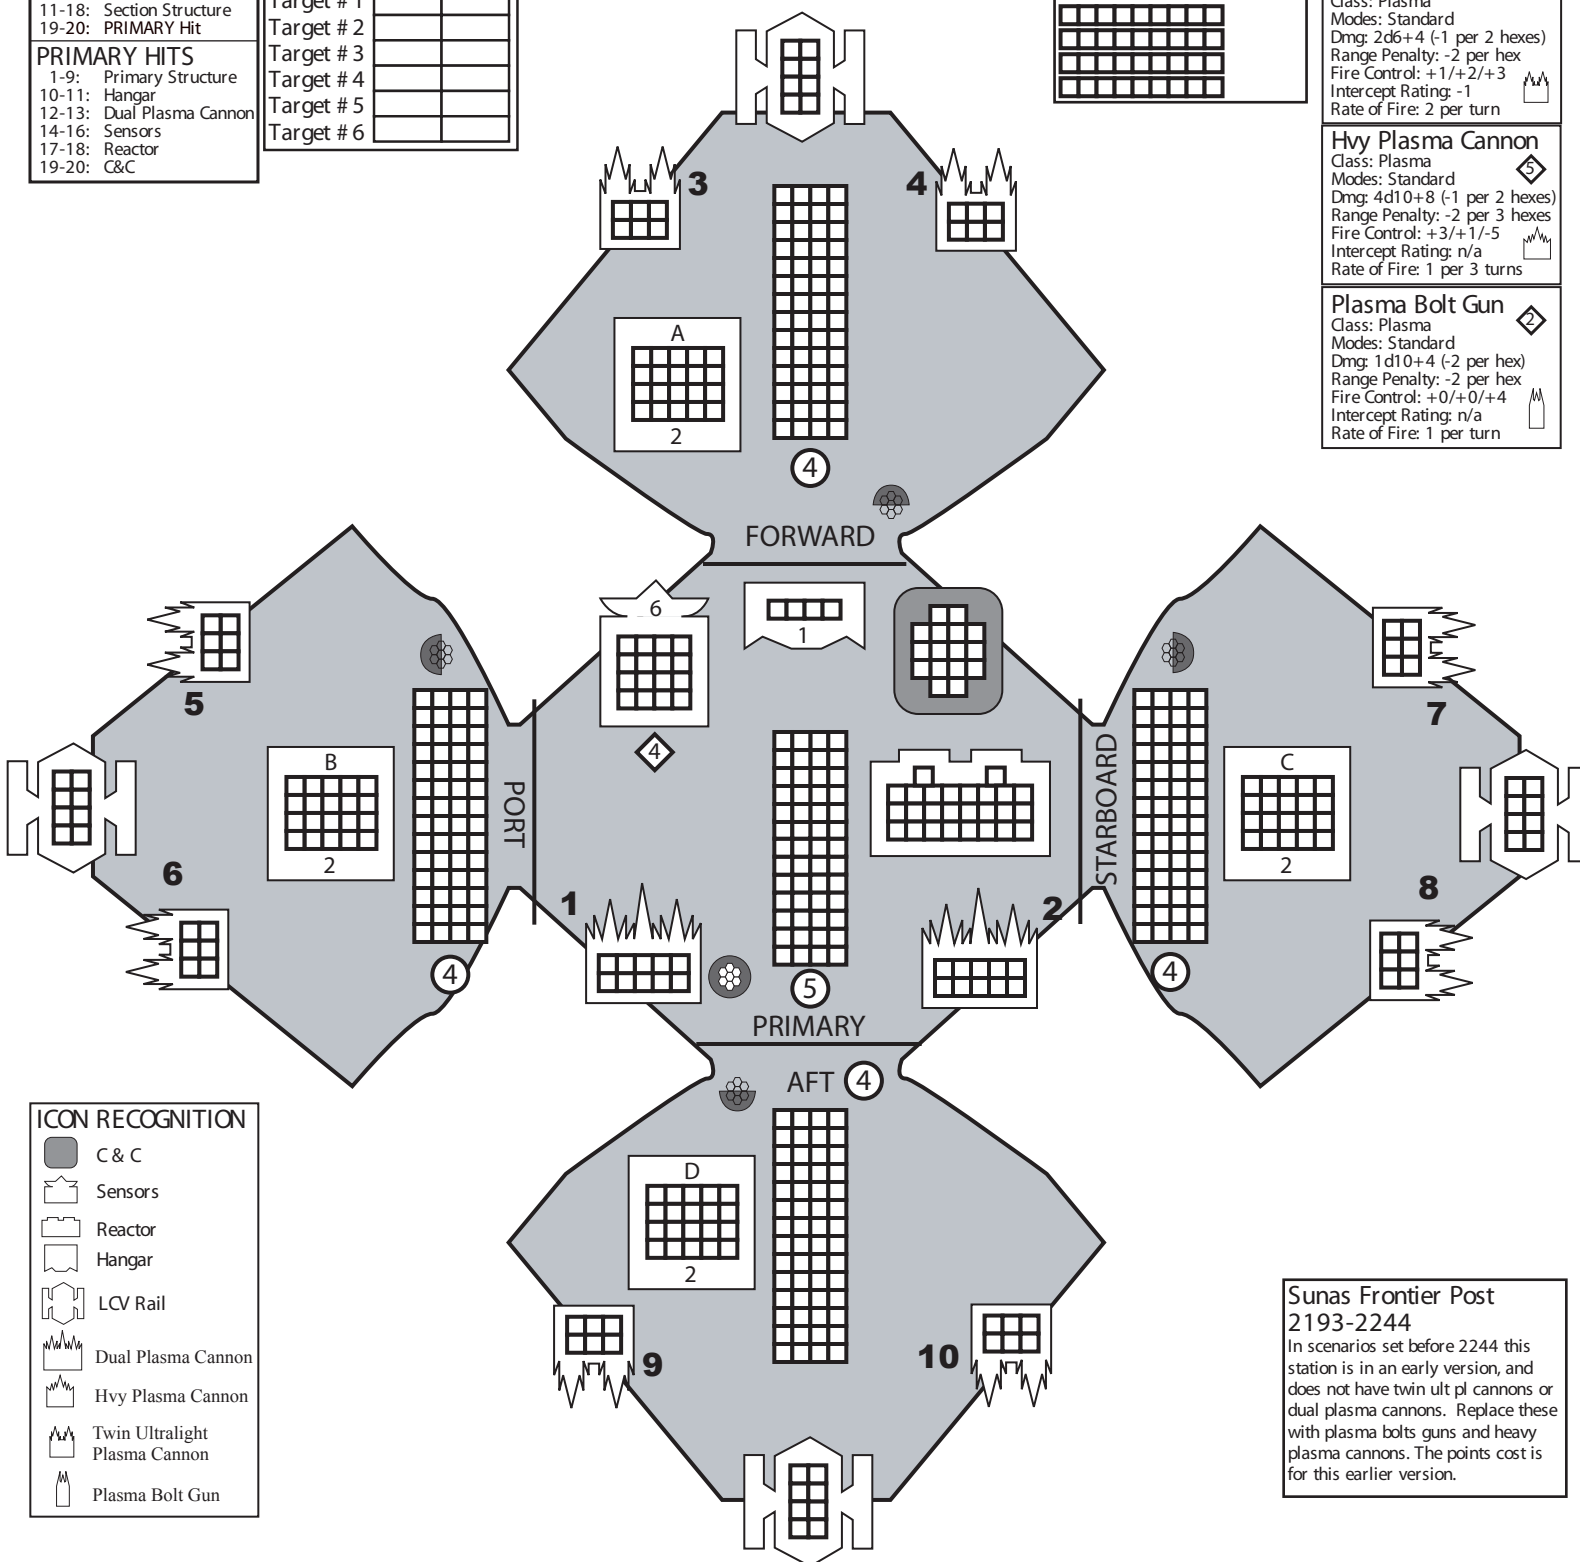 11-18: Section Structure
19-20: PRIMARY Hit
PRIMARY HITS
1-9: Primary Structure
10-11: Hangar
12-13: Dual Plasma Cannon
14-16: Sensors
17-18: Reactor
19-20: C&C
Target # 1
Target # 2
Target # 3
Target # 4
Target # 5
Target # 6
Class: Plasma
Modes: Standard
Dmg: 2d6+4 (-1 per 2 hexes)
Range Penalty: -2 per hex
Fire Control: +1/+2/+3
Intercept Rating: -1
Rate of Fire: 2 per turn
Hvy Plasma Cannon
5
Class: Plasma
Modes: Standard
Dmg: 4d10+8 (-1 per 2 hexes)
Range Penalty: -2 per 3 hexes
Fire Control: +3/+1/-5
Intercept Rating: n/a
Rate of Fire: 1 per 3 turns
Plasma Bolt Gun
2
Class: Plasma
Modes: Standard
Dmg: 1d10+4 (-2 per hex)
Range Penalty: -2 per hex
Fire Control: +0/+0/+4
Intercept Rating: n/a
Rate of Fire: 1 per turn
3
4
A
2
4
FORWARD
6
1
4
5
B
2
6
4
PORT
1
2
5
PRIMARY
STARBOARD
7
C
2
8
4
AFT 4
D
2
9
10
ICON RECOGNITION
C & C
Sensors
Reactor
Hangar
LCV Rail
Dual Plasma Cannon
Hvy Plasma Cannon
Twin Ultralight
Plasma Cannon
Plasma Bolt Gun
Sunas Frontier Post
2193-2244
In scenarios set before 2244 this
station is in an early version, and
does not have twin ult pl cannons or
dual plasma cannons. Replace these
with plasma bolts guns and heavy
plasma cannons. The points cost is
for this earlier version.